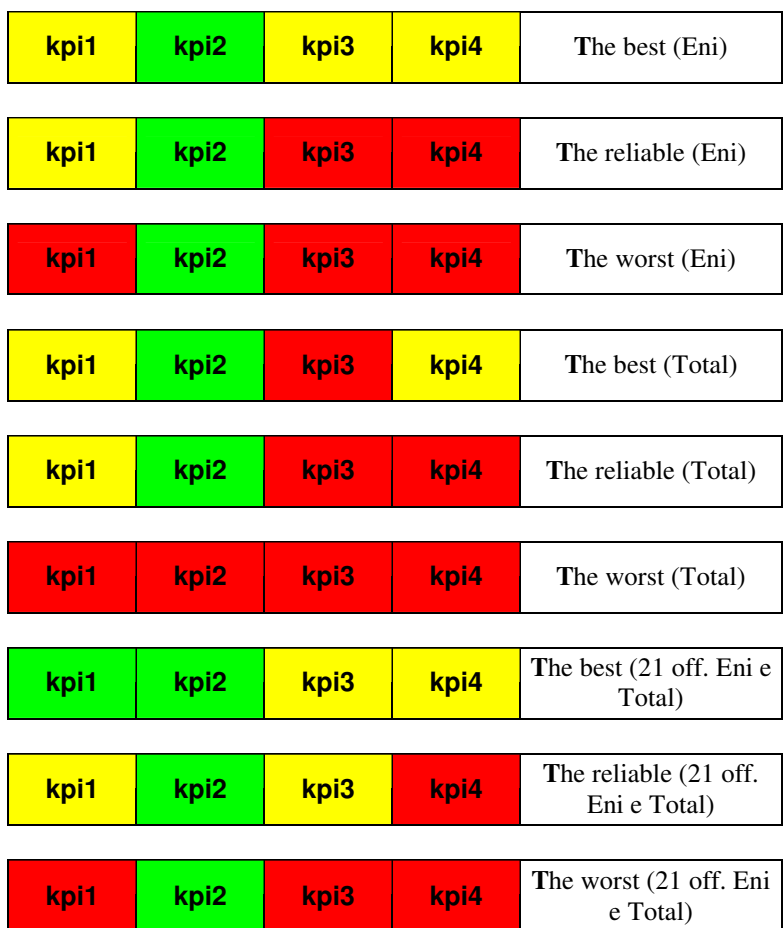 kpi1 kpi2 kpi3 kpi4 The best (Eni)
kpi1 kpi2 kpi3 kpi4 The reliable (Eni)
kpi1 kpi2 kpi3 kpi4 The worst (Eni)
kpi1 kpi2 kpi3 kpi4 The best (Total)
kpi1 kpi2 kpi3 kpi4 The reliable (Total)
kpi1 kpi2 kpi3 kpi4 The worst (Total)
kpi1 kpi2 kpi3 kpi4 The best (21 off. Eni e
Total)
kpi1 kpi2 kpi3 kpi4 The reliable (21 off.
Eni e Total)
kpi1 kpi2 kpi3 kpi4 The worst (21 off. Eni
e Total)